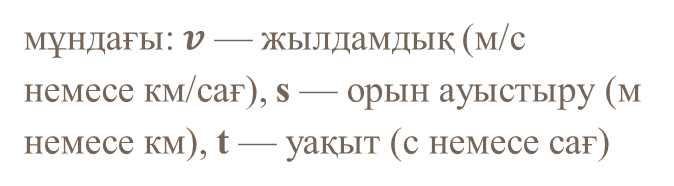 мұндағы: v — жылдамдық (м/с
немесе км/сағ), s — орын ауыстыру (м
немесе км), t — уақыт (с немесе сағ)